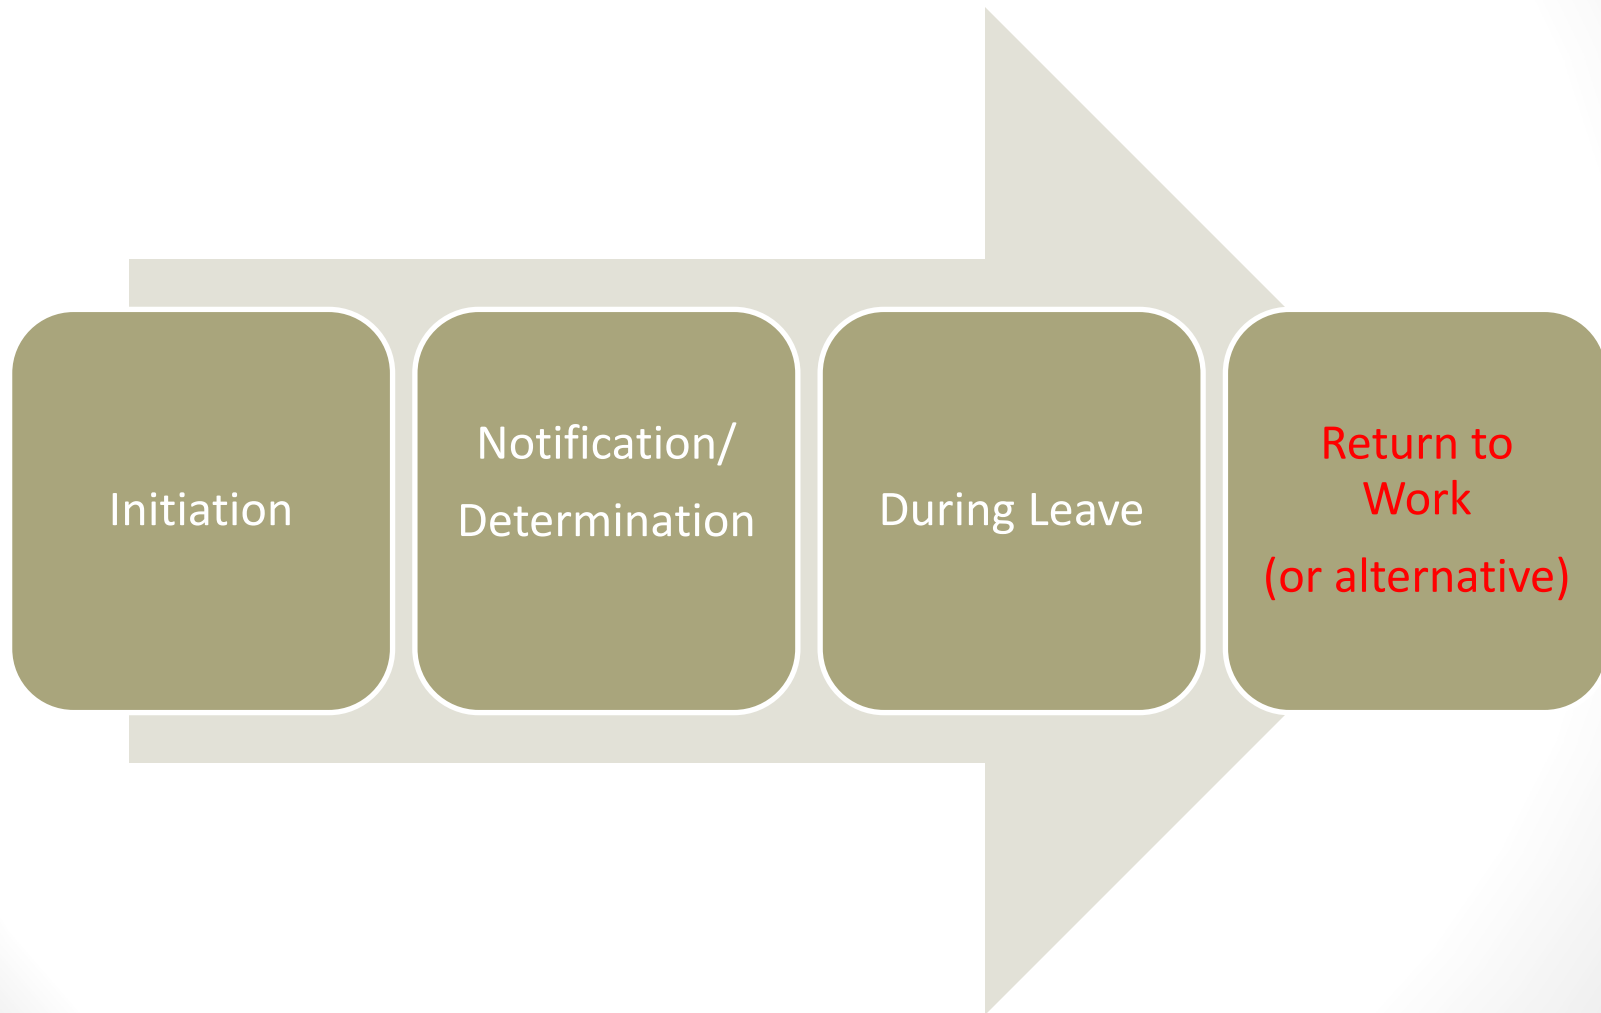 Initiation
Notification/
Determination
During Leave
Return to
Work
(or alternative)